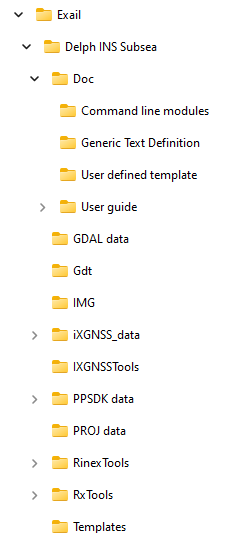 Exail
Delph INS Subsea
Doc
Command line modules
Generic Text Definition
User defined template
User guide
GDAL data
Gdt
IMG
iXGNSS_data
IXGNSSTools
PPSDK data
PROJ data
RinexTools
RxTools
Templates